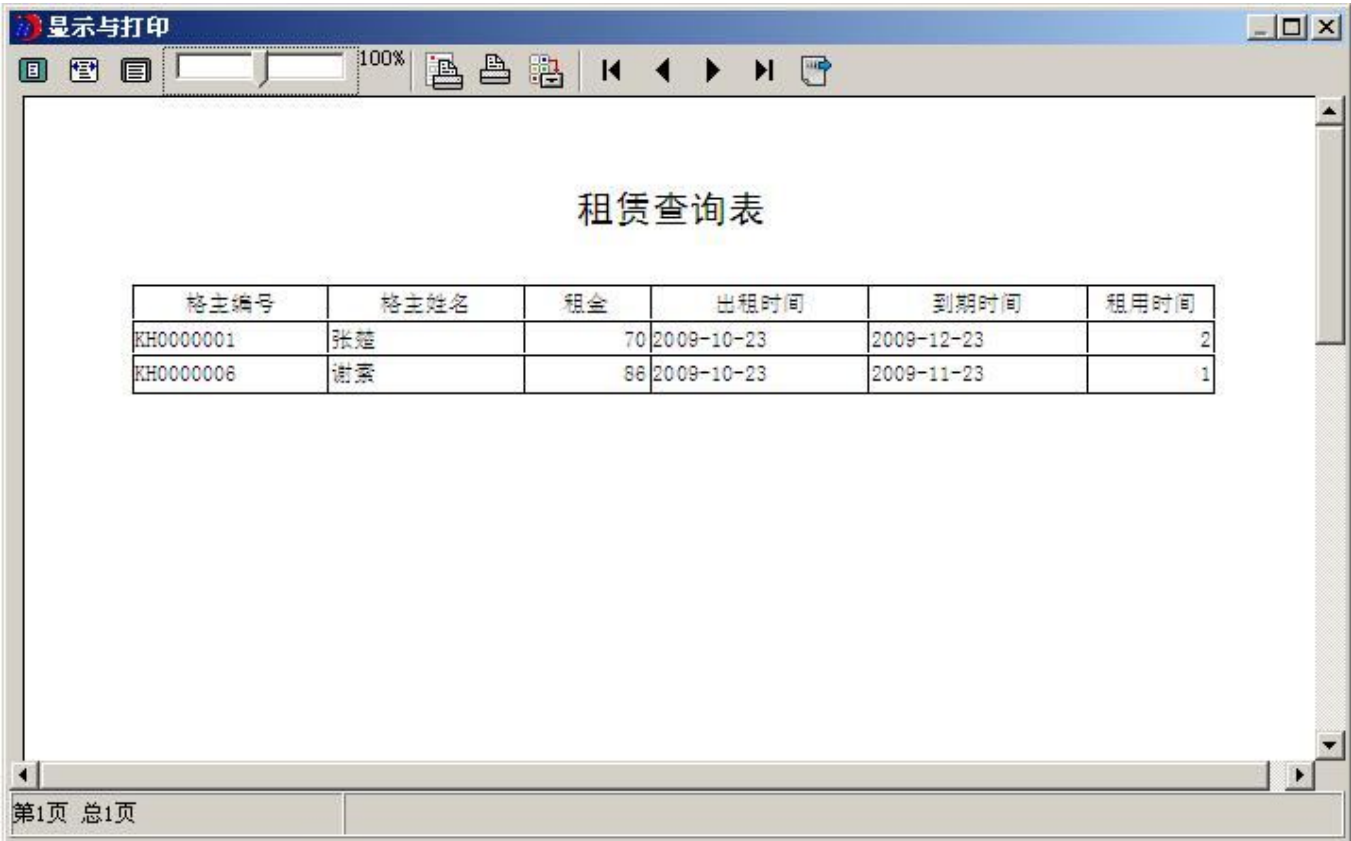 显示与打印
100%
租赁查询表
格主编号 格主姓名 租金 出租时间 到期时间 租用时间
KH0000001 张楚 70 2009-10-23 2009-12-23 2
KH0000006 谢素 86 2009-10-23 2009-11-23 1
第1页 总1页